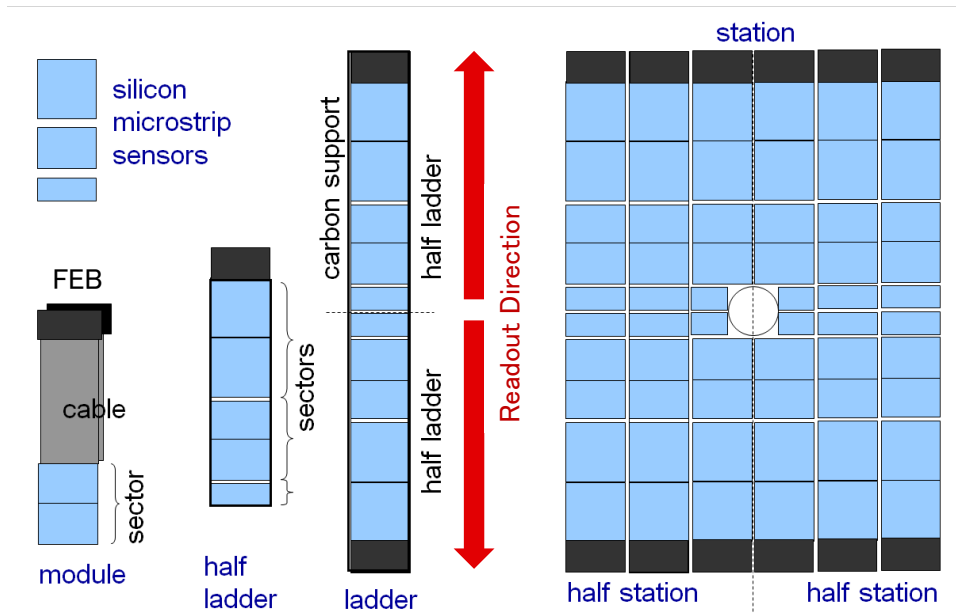 silicon
microstrip
sensors
FEB
cable
sector
module
sectors
half
ladder
carbon support
half ladder
half ladder
ladder
Readout Direction
station
half station
half station